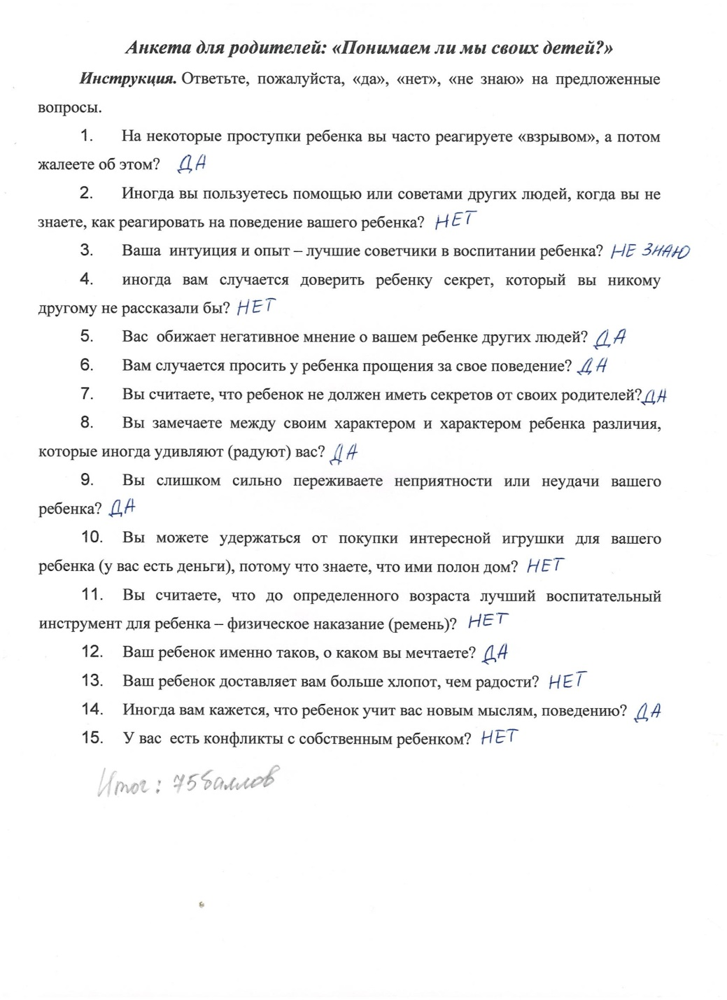 Анкета для родителей: «Понимаем ли мы своих детей?»
Инструкция. Ответьте, пожалуйста, «да», «нет», «не знаю» на предложенные
вопросы.
1. На некоторые проступки ребенка вы часто реагируете «взрывом», а потом
жалеете об этом? ДА
2. Иногда вы пользуетесь помощью или советами других людей, когда вы не
знаете, как реагировать на поведение вашего ребенка? НЕТ
3. Ваша интуиция и опыт – лучшие советчики в воспитании ребенка? НЕ ЗНАЮ
4. иногда вам случается доверить ребенку секрет, который вы никому
другому не рассказали бы? НЕТ
5. Вас обижает негативное мнение о вашем ребенке других людей? ДА
6. Вам случается просить у ребенка прощения за свое поведение? ДА
7. Вы считаете, что ребенок не должен иметь секретов от своих родителей? ДА
8. Вы замечаете между своим характером и характером ребенка различия,
которые иногда удивляют (радуют) вас? ДА
9. Вы слишком сильно переживаете неприятности или неудачи вашего
ребенка? ДА
10. Вы можете удержаться от покупки интересной игрушки для вашего
ребенка (у вас есть деньги), потому что знаете, что ими полон дом? НЕТ
11. Вы считаете, что до определенного возраста лучший воспитательный
инструмент для ребенка – физическое наказание (ремень)? НЕТ
12. Ваш ребенок именно таков, о каком вы мечтаете? ДА
13. Ваш ребенок доставляет вам больше хлопот, чем радости? НЕТ
14. Иногда вам кажется, что ребенок учит вас новым мыслям, поведению? ДА
15. У вас есть конфликты с собственным ребенком? НЕТ
Итог: 75 баллов